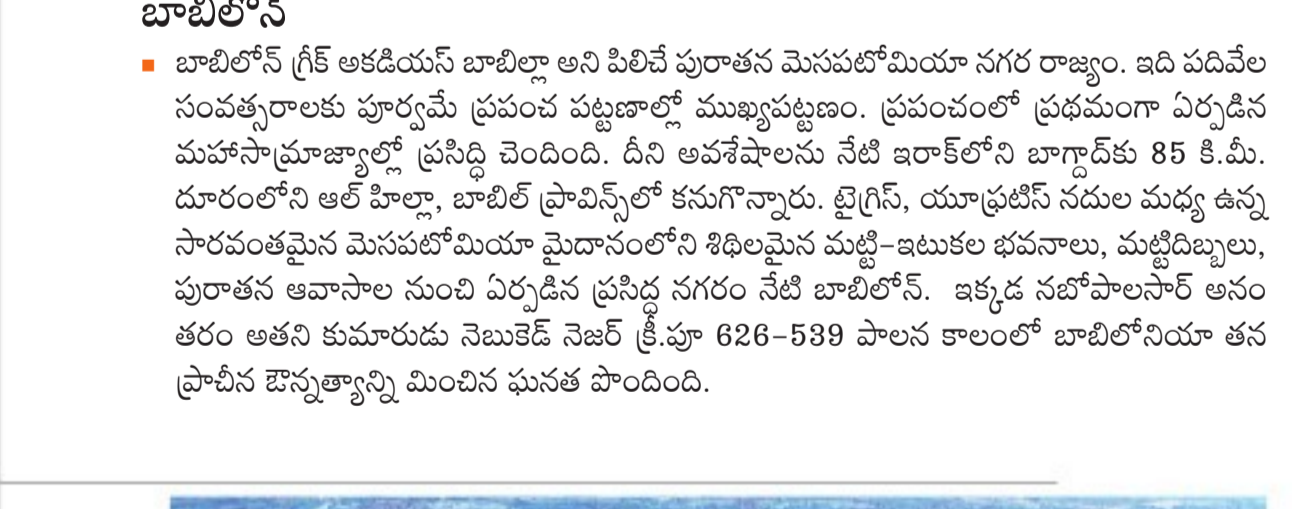 బాబిలోన్
▪ బాబిలోన్ గ్రీక్ అకడియస్ బాబిల్లా అని పిలిచే పురాతన మెసపటోమియా నగర రాజ్యం. ఇది పదివేల
సంవత్సరాలకు పూర్వమే ప్రపంచ పట్టణాల్లో ముఖ్యపట్టణం. ప్రపంచంలో ప్రథమంగా ఏర్పడిన
మహాసామ్రాజ్యాల్లో ప్రసిద్ధి చెందింది. దీని అవశేషాలను నేటి ఇరాక్‌లోని బాగ్దాద్‌కు 85 కి.మీ.
దూరంలోని ఆల్ హిల్లా, బాబిల్ ప్రావిన్స్‌లో కనుగొన్నారు. టైగ్రిస్, యూఫ్రటిస్ నదుల మధ్య ఉన్న
సారవంతమైన మెసపటోమియా మైదానంలోని శిథిలమైన మట్టి-ఇటుకల భవనాలు, మట్టిదిబ్బలు,
పురాతన ఆవాసాల నుంచి ఏర్పడిన ప్రసిద్ధ నగరం నేటి బాబిలోన్. ఇక్కడ నబోపాలసార్ అనం
తరం అతని కుమారుడు నెబుకెడ్ నెజర్ క్రీ.పూ 626-539 పాలన కాలంలో బాబిలోనియా తన
ప్రాచీన ఔన్నత్యాన్ని మించిన ఘనత పొందింది.